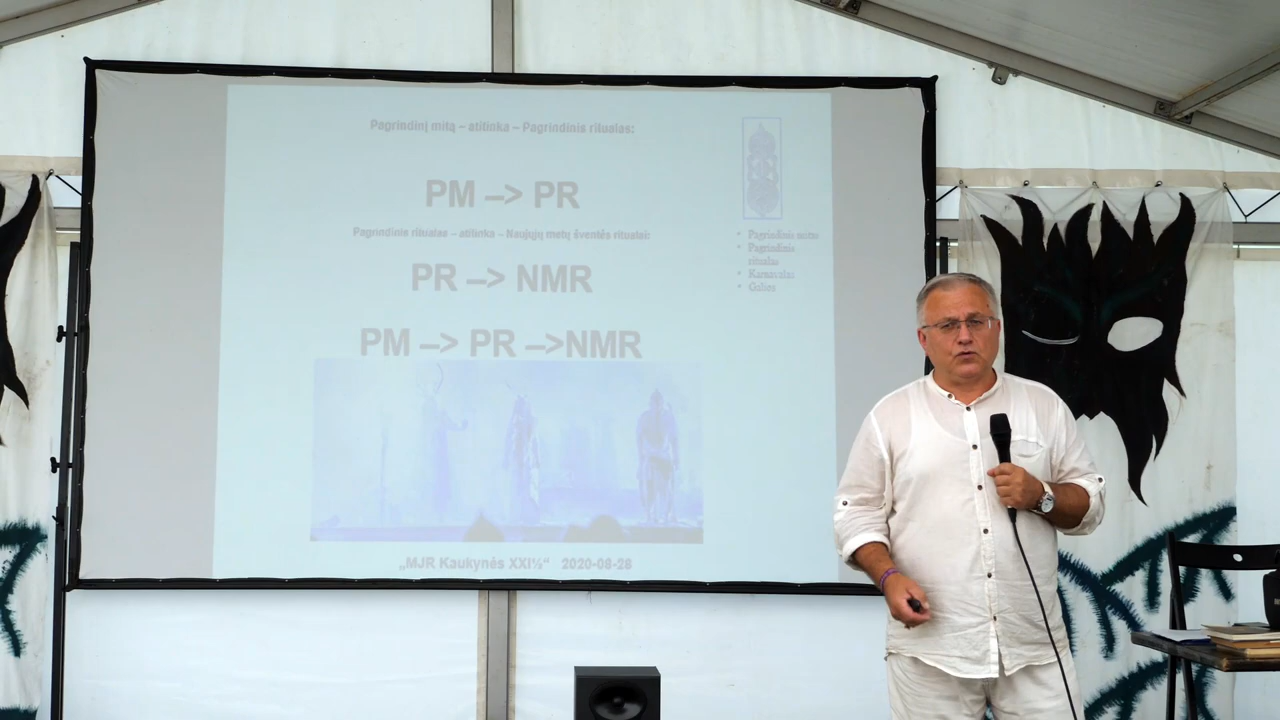 Pagrindinį mitą – atitinka – Pagrindinis ritualas:
PM –> PR
Pagrindinis ritualas – atitinka – Naujųjų metų šventės ritualai:
PR –> NMR
PM –> PR –>NMR
• Pagrindinis mitas
• Pagrindinis
ritualas
• Karnavalas
• Galios
„MJR Kaukynės XXI½“ 2020-08-28